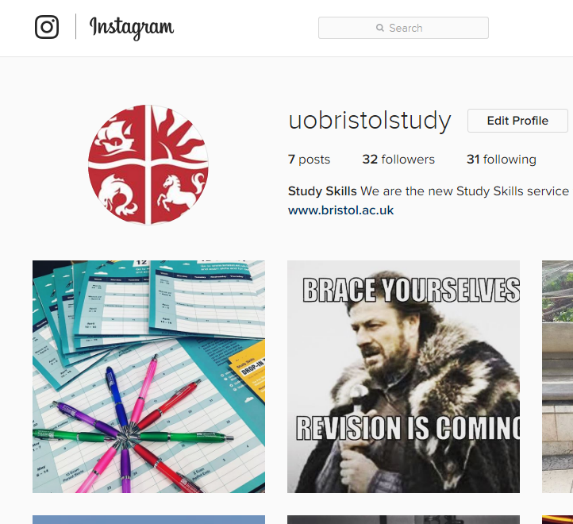 Instagram
Search
uobristolstudy
Edit Profile
7 posts 32 followers 31 following
Study Skills We are the new Study Skills service
www.bristol.ac.uk
12
DROP-IN
BRACE YOURSELVES
REVISION IS COMING